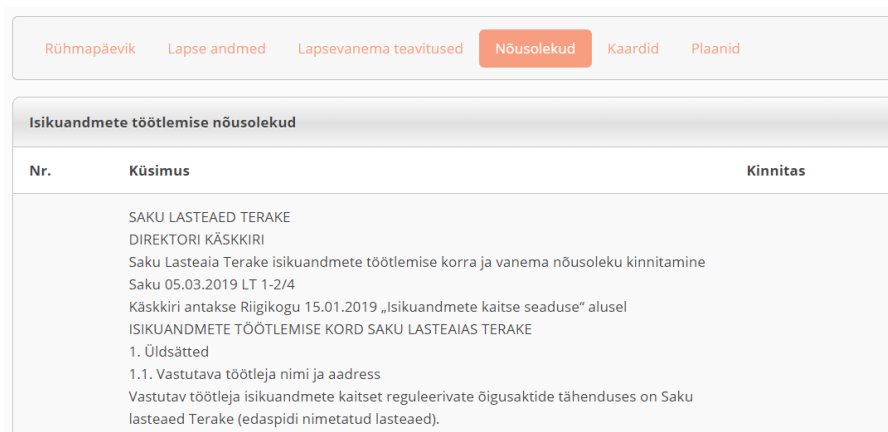 Rühmapäevik Lapse andmed Lapsevanema teavitused Nõusolekud Kaardid Plaanid
Isikuandmete töötlemise nõusolekud
Nr. Küsimus Kinnitas
SAKU LASTEAED TERAKE
DIREKTORI KÄSKKIRI
Saku Lasteaia Terake isikuandmete töötlemise korra ja vanema nõusoleku kinnitamine
Saku 05.03.2019 LT 1-2/4
Käskkiri antakse Riigikogu 15.01.2019 „Isikuandmete kaitse seaduse“ alusel
ISIKUANDMETE TÖÖTLEMISE KORD SAKU LASTEAIAS TERAKE
1. Üldsätted
1.1. Vastutava töötleja nimi ja aadress
Vastutav töötleja isikuandmete kaitset reguleerivate õigusaktide tähenduses on Saku
lasteaed Terake (edaspidi nimetatud lasteaed).